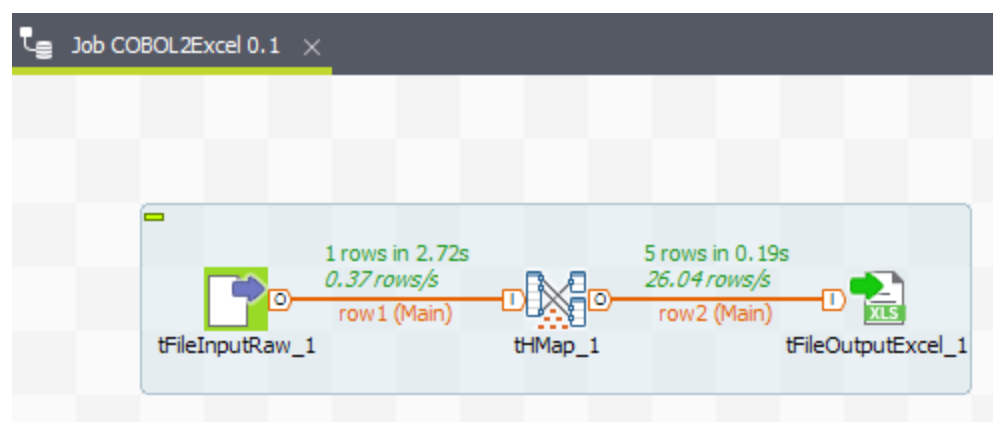 Job COBOL2Excel 0.1
1 rows in 2.72s
0.37 rows/s
row1 (Main)
5 rows in 0.19s
26.04 rows/s
row2 (Main)
O
I
O
I
XLS
tFileInputRaw_1
tHMap_1
tFileOutputExcel_1